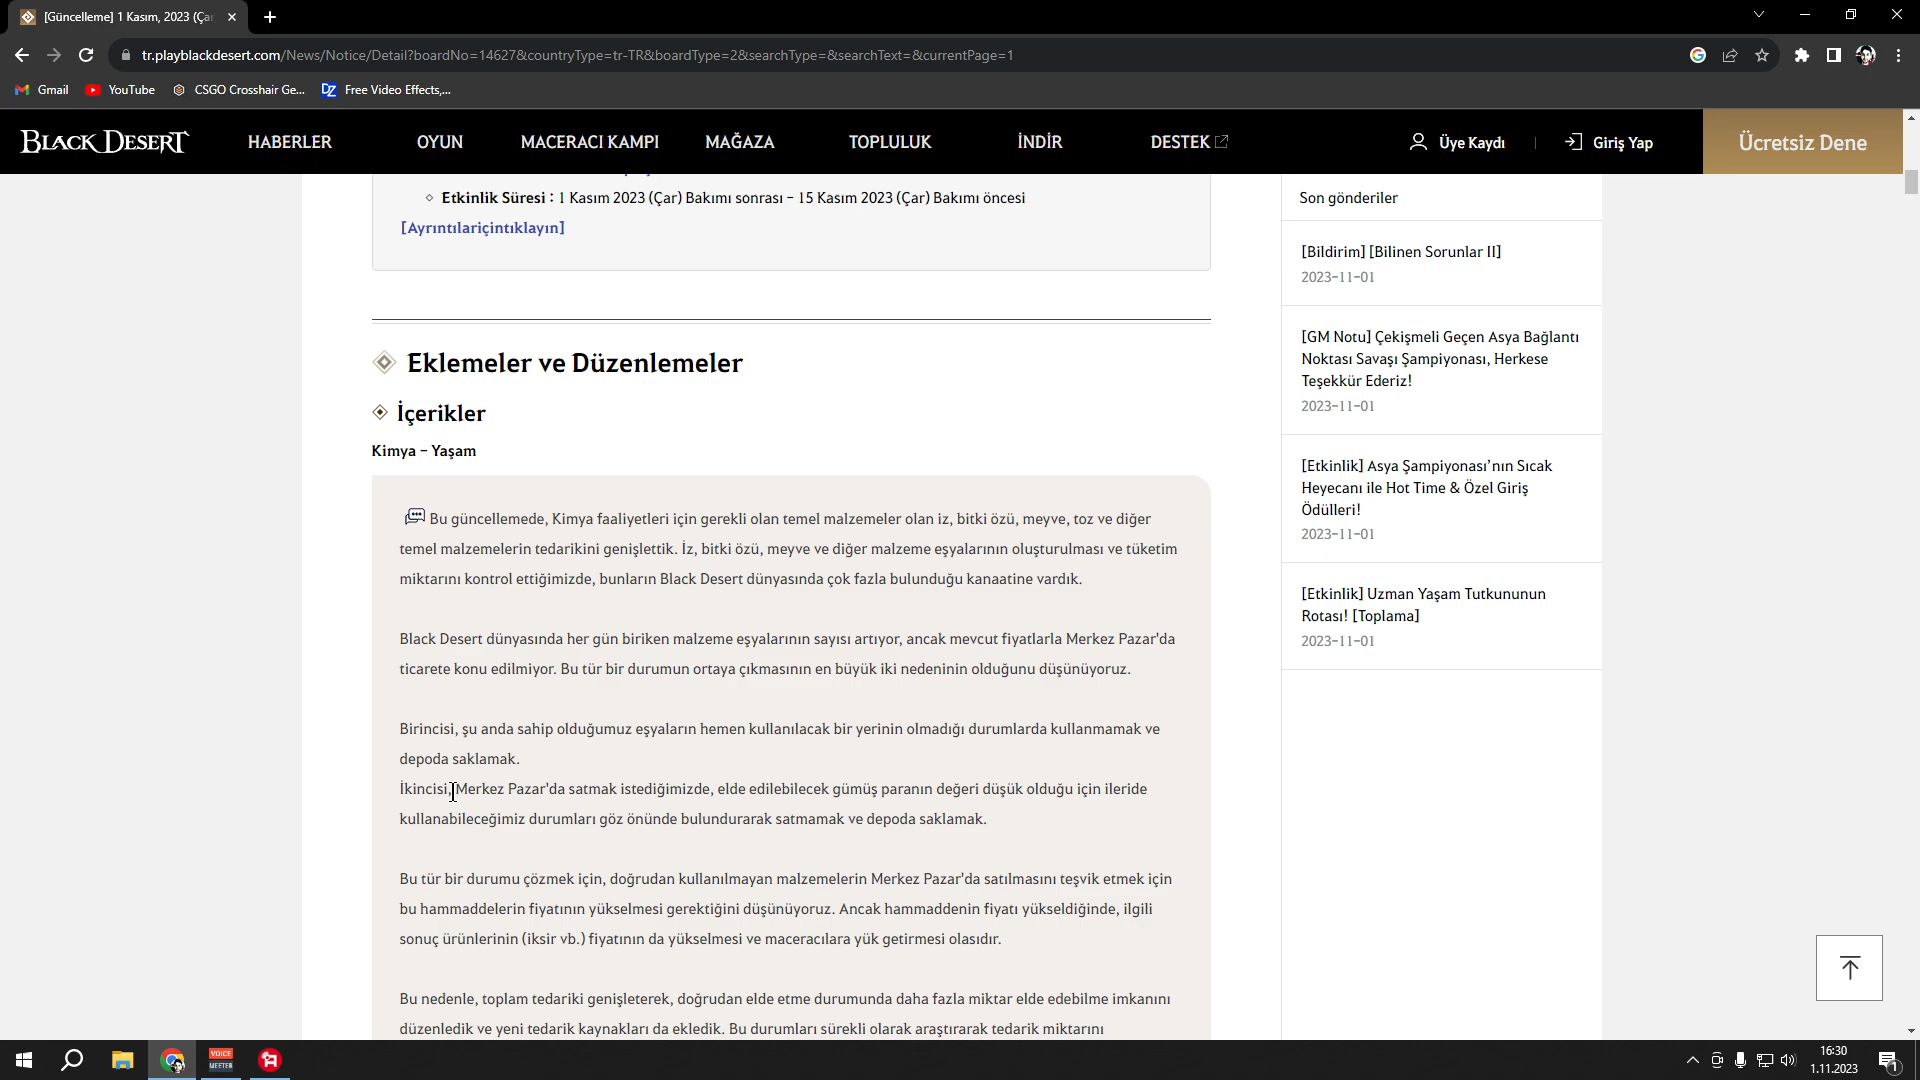 [Güncelleme] 1 Kasım, 2023 (Ça
tr.playblackdesert.com/News/Notice/Detail?boardNo=14627&countryType=tr-TR&boardType=2&searchType=&searchText=&currentPage=1
Gmail
YouTube
CSGO Crosshair Ge...
Free Video Effects,...
BLACK DESERT
HABERLER
OYUN
MACERACI KAMPI
MAĞAZA
TOPLULUK
İNDİR
DESTEK
Üye Kaydı
Giriş Yap
Ücretsiz Dene
Etkinlik Süresi : 1 Kasım 2023 (Çar) Bakımı sonrası – 15 Kasım 2023 (Çar) Bakımı öncesi
[Ayrıntılariçintıklayın]
Eklemeler ve Düzenlemeler
İçerikler
Kimya – Yaşam
Bu güncellemede, Kimya faaliyetleri için gerekli olan temel malzemeler olan iz, bitki özü, meyve, toz ve diğer
temel malzemelerin tedarikini genişlettik. İz, bitki özü, meyve ve diğer malzeme eşyalarının oluşturulması ve tüketim
miktarını kontrol ettiğimizde, bunların Black Desert dünyasında çok fazla bulunduğu kanaatine vardık.
Black Desert dünyasında her gün biriken malzeme eşyalarının sayısı artıyor, ancak mevcut fiyatlarla Merkez Pazar'da
ticarete konu edilmiyor. Bu tür bir durumun ortaya çıkmasının en büyük iki nedeninin olduğunu düşünüyoruz.
Birincisi, şu anda sahip olduğumuz eşyaların hemen kullanılacak bir yerinin olmadığı durumlarda kullanmamak ve
depoda saklamak.
İkincisi, Merkez Pazar'da satmak istediğimizde, elde edilebilecek gümüş paranın değeri düşük olduğu için ileride
kullanabileceğimiz durumları göz önünde bulundurarak satmamak ve depoda saklamak.
Bu tür bir durumu çözmek için, doğrudan kullanılmayan malzemelerin Merkez Pazar'da satılmasını teşvik etmek için
bu hammaddelerin fiyatının yükselmesi gerektiğini düşünüyoruz. Ancak hammaddenin fiyatı yükseldiğinde, ilgili
sonuç ürünlerinin (iksir vb.) fiyatının da yükselmesi ve maceracılara yük getirmesi olasıdır.
Bu nedenle, toplam tedariki genişleterek, doğrudan elde etme durumunda daha fazla miktar elde edebilme imkanını
düzenledik ve yeni tedarik kaynakları da ekledik. Bu durumları sürekli olarak araştırarak tedarik miktarını
Son gönderiler
[Bildirim] [Bilinen Sorunlar II]
2023-11-01
[GM Notu] Çekişmeli Geçen Asya Bağlantı
Noktası Savaşı Şampiyonası, Herkese
Teşekkür Ederiz!
2023-11-01
[Etkinlik] Asya Şampiyonası'nın Sıcak
Heyecanı ile Hot Time & Özel Giriş
Ödülleri!
2023-11-01
[Etkinlik] Uzman Yaşam Tutkununun
Rotası! [Toplama]
2023-11-01
VOICE
MEETER
16:30
1.11.2023
1